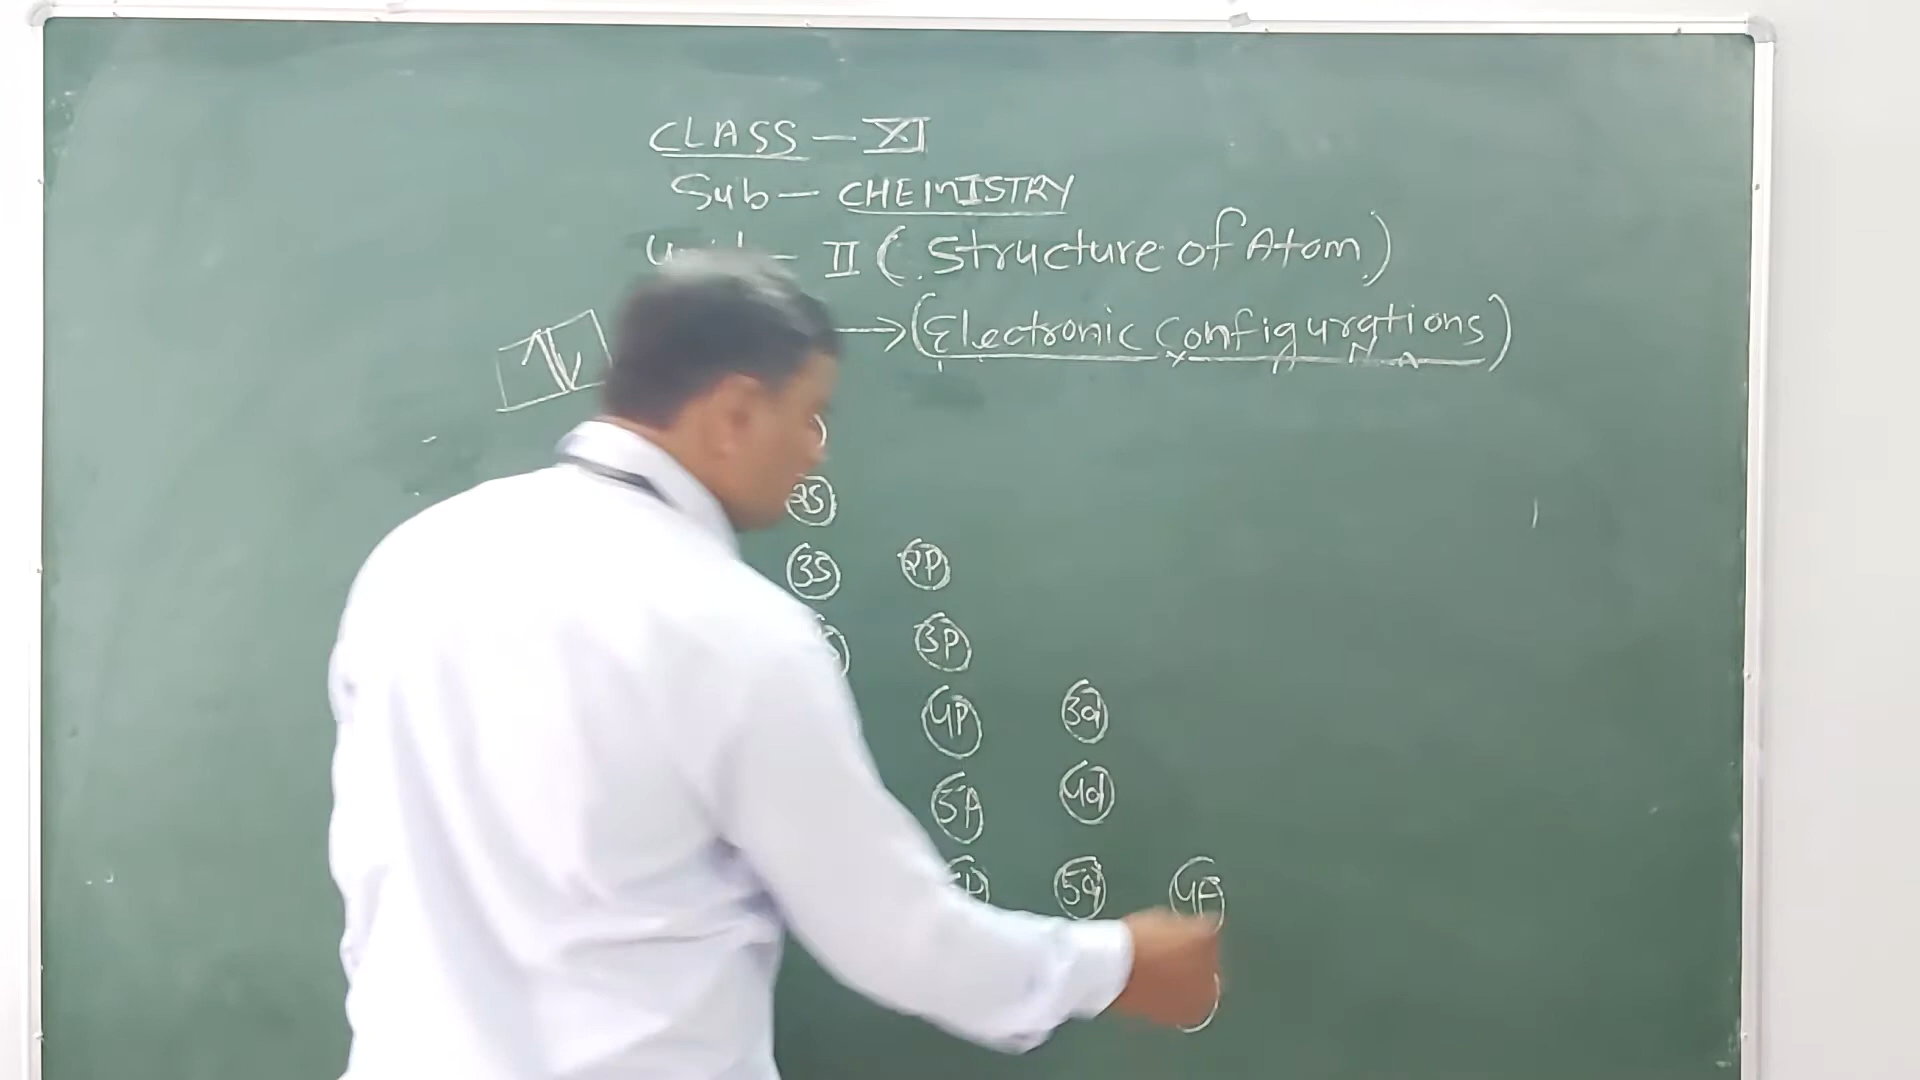 CLASS – XI
Sub – CHEMISTRY
– II (Structure of Atom)
→ (Electronic Configurations)
2S
3S 2P
3P
4P 3d
5P 4d
5d 4F